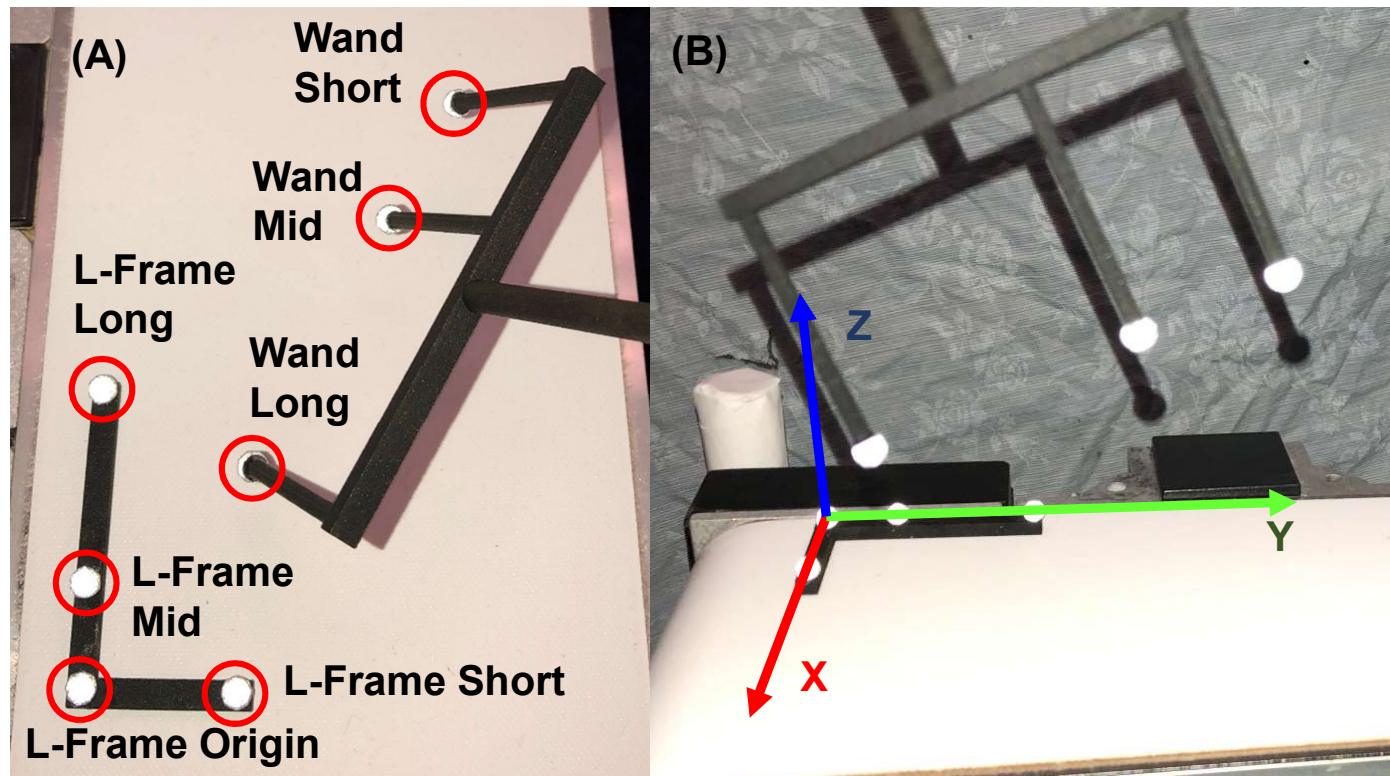 (A)
Wand
Short
Wand
Mid
L-Frame
Long
Wand
Long
L-Frame
Mid
L-Frame Short
L-Frame Origin
(B)
Z
Y
X